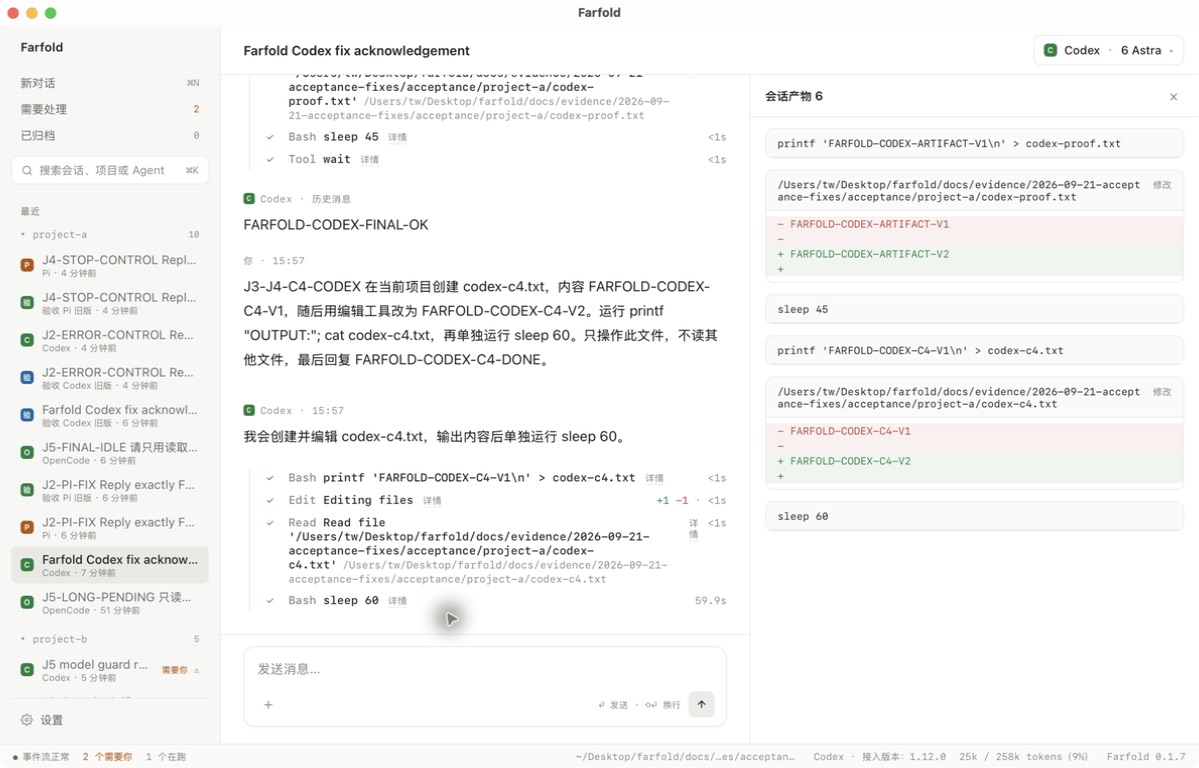 Farfold
Farfold
新对话 ⌘N
需要处理 2
已归档 0
搜索会话、项目或 Agent ⌘K
最近
project-a 10
P J4-STOP-CONTROL Repl...
Pi · 4 分钟前
验 J4-STOP-CONTROL Repl...
验收 Pi 旧版 · 4 分钟前
C J2-ERROR-CONTROL Re...
Codex · 4 分钟前
验 J2-ERROR-CONTROL Re...
验收 Codex 旧版 · 4 分钟前
验 Farfold Codex fix acknowl...
验收 Codex 旧版 · 6 分钟前
O J5-FINAL-IDLE 请只用读取...
OpenCode · 6 分钟前
验 J2-PI-FIX Reply exactly F...
验收 Pi 旧版 · 6 分钟前
P J2-PI-FIX Reply exactly F...
Pi · 6 分钟前
C Farfold Codex fix acknow...
Codex · 7 分钟前
O J5-LONG-PENDING 只读...
OpenCode · 51 分钟前
project-b 5
C J5 model guard r... 需要你
Codex · 5 分钟前
设置
Farfold Codex fix acknowledgement
C Codex · 6 Astra
'/Users/tw/Desktop/farfold/docs/evidence/2026-09-21-
acceptance-fixes/acceptance/project-a/codex-
proof.txt' /Users/tw/Desktop/farfold/docs/evidence/2026-09-
21-acceptance-fixes/acceptance/project-a/codex-proof.txt
✓ Bash sleep 45 详情 <1s
✓ Tool wait 详情 <1s
C Codex · 历史消息
FARFOLD-CODEX-FINAL-OK
你 · 15:57
J3-J4-C4-CODEX 在当前项目创建 codex-c4.txt，内容 FARFOLD-CODEX-
C4-V1，随后用编辑工具改为 FARFOLD-CODEX-C4-V2。运行 printf
"OUTPUT:"; cat codex-c4.txt，再单独运行 sleep 60。只操作此文件，不读其
他文件，最后回复 FARFOLD-CODEX-C4-DONE。
C Codex · 15:57
我会创建并编辑 codex-c4.txt，输出内容后单独运行 sleep 60。
✓ Bash printf 'FARFOLD-CODEX-C4-V1\n' > codex-c4.txt 详情 <1s
✓ Edit Editing files 详情 +1 −1 · <1s
✓ Read Read file 详情 <1s
'/Users/tw/Desktop/farfold/docs/evidence/2026-09-21-
acceptance-fixes/acceptance/project-a/codex-
c4.txt' /Users/tw/Desktop/farfold/docs/evidence/2026-09-21-
acceptance-fixes/acceptance/project-a/codex-c4.txt
✓ Bash sleep 60 详情 59.9s
发送消息...
+ 发送 · 换行
会话产物 6 ×
printf 'FARFOLD-CODEX-ARTIFACT-V1\n' > codex-proof.txt
/Users/tw/Desktop/farfold/docs/evidence/2026-09-21-accept 修改
ance-fixes/acceptance/project-a/codex-proof.txt
− FARFOLD-CODEX-ARTIFACT-V1
−
+ FARFOLD-CODEX-ARTIFACT-V2
+
sleep 45
printf 'FARFOLD-CODEX-C4-V1\n' > codex-c4.txt
/Users/tw/Desktop/farfold/docs/evidence/2026-09-21-accept 修改
ance-fixes/acceptance/project-a/codex-c4.txt
− FARFOLD-CODEX-C4-V1
−
+ FARFOLD-CODEX-C4-V2
+
sleep 60
事件流正常 2 个需要你 1 个在跑
~/Desktop/farfold/docs/…es/acceptan… Codex · 接入版本: 1.12.0 25k / 258k tokens (9%) Farfold 0.1.7